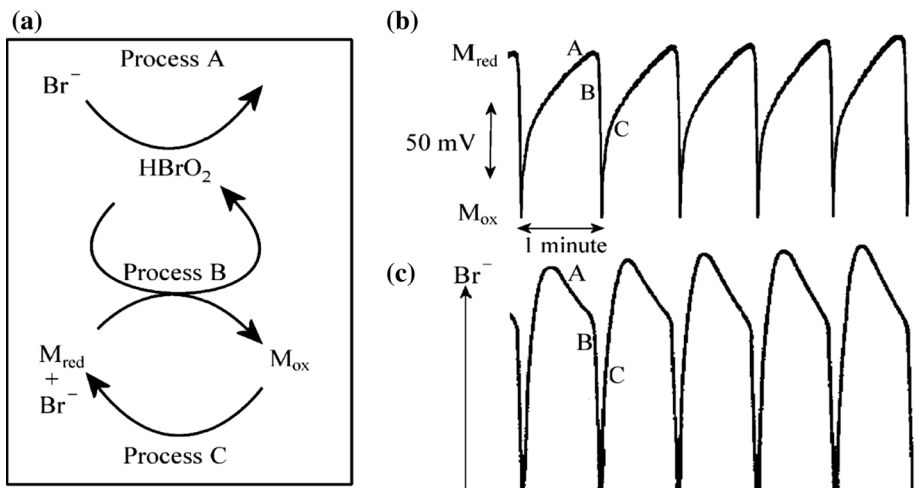 (a)
Process A
Br⁻
HBrO₂
Process B
M_red
+
Br⁻
M_ox
Process C
(b)
M_red
50 mV
M_ox
A
B
C
1 minute
(c)
Br⁻
A
B
C